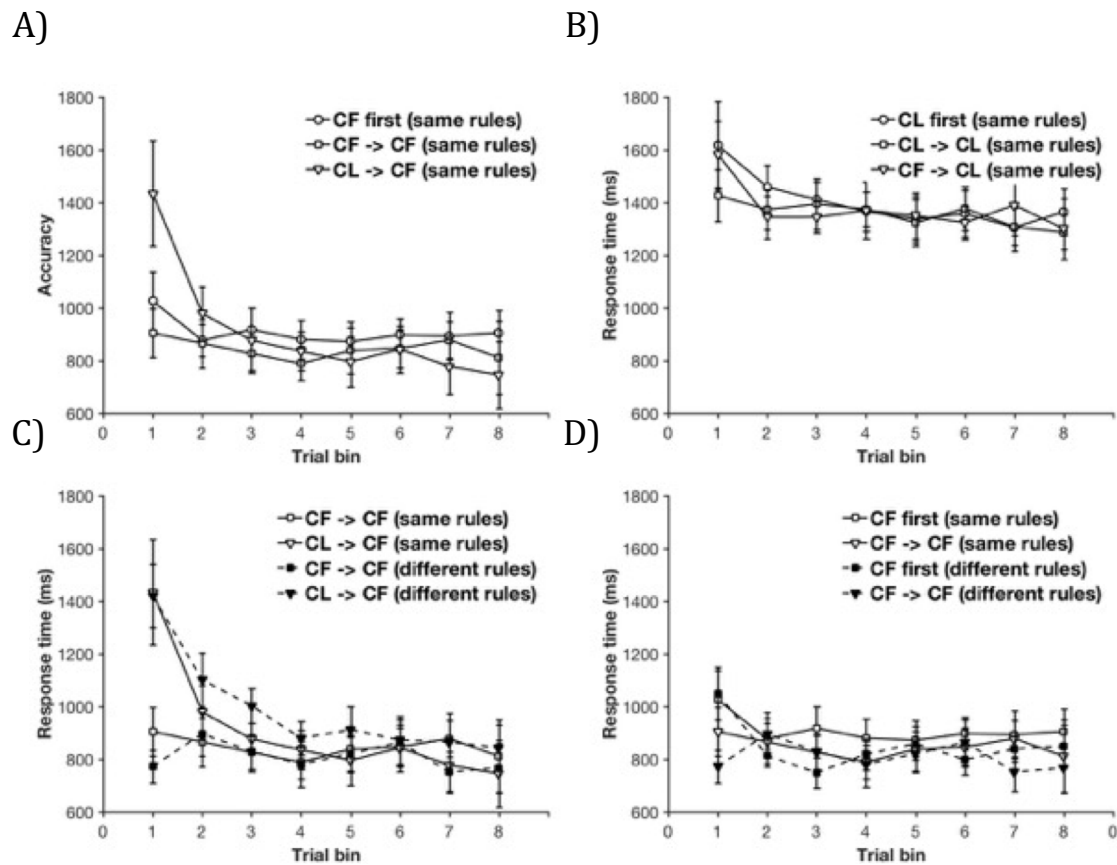 A)
B)
1800
1600
1400
1200
1000
800
600
Accuracy
CF first (same rules)
CF -> CF (same rules)
CL -> CF (same rules)
0 1 2 3 4 5 6 7 8
Trial bin
1800
1600
1400
1200
1000
800
600
Response time (ms)
CL first (same rules)
CL -> CL (same rules)
CF -> CL (same rules)
0 1 2 3 4 5 6 7 8
Trial bin
C)
D)
1800
1600
1400
1200
1000
800
600
Response time (ms)
CF -> CF (same rules)
CL -> CF (same rules)
CF -> CF (different rules)
CL -> CF (different rules)
0 1 2 3 4 5 6 7 8
Trial bin
1800
1600
1400
1200
1000
800
600
Response time (ms)
CF first (same rules)
CF -> CF (same rules)
CF first (different rules)
CF -> CF (different rules)
0 1 2 3 4 5 6 7 8 0
Trial bin